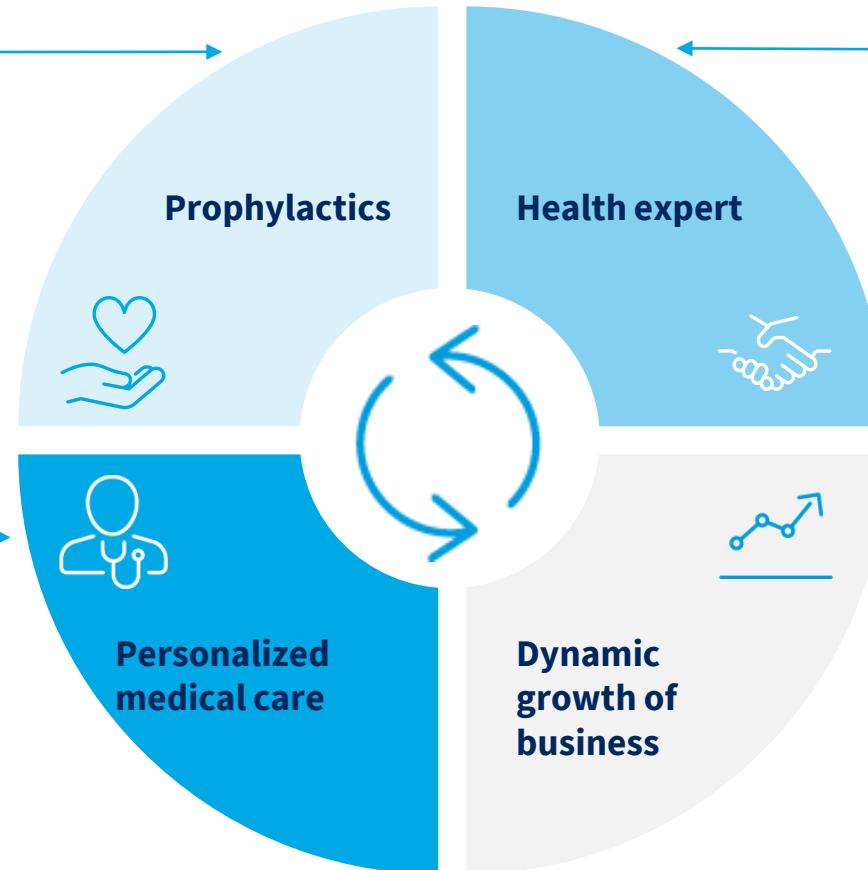 Prophylactics
Health expert
Personalized
medical care
Dynamic
growth of
business